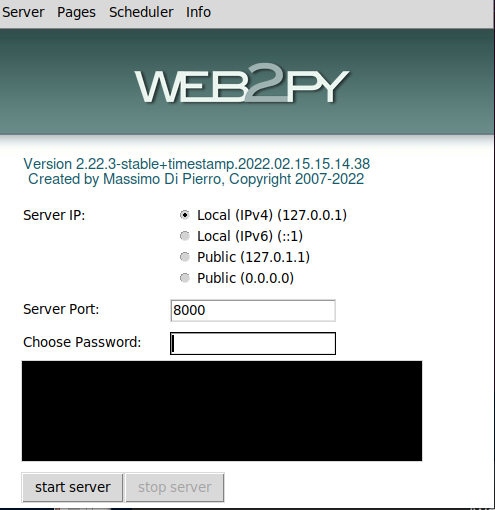 Server Pages Scheduler Info
WEB2PY
Version 2.22.3-stable+timestamp.2022.02.15.15.14.38
Created by Massimo Di Pierro, Copyright 2007-2022
Server IP: Local (IPv4) (127.0.0.1)
Local (IPv6) (::1)
Public (127.0.1.1)
Public (0.0.0.0)
Server Port: 8000
Choose Password:
start server stop server